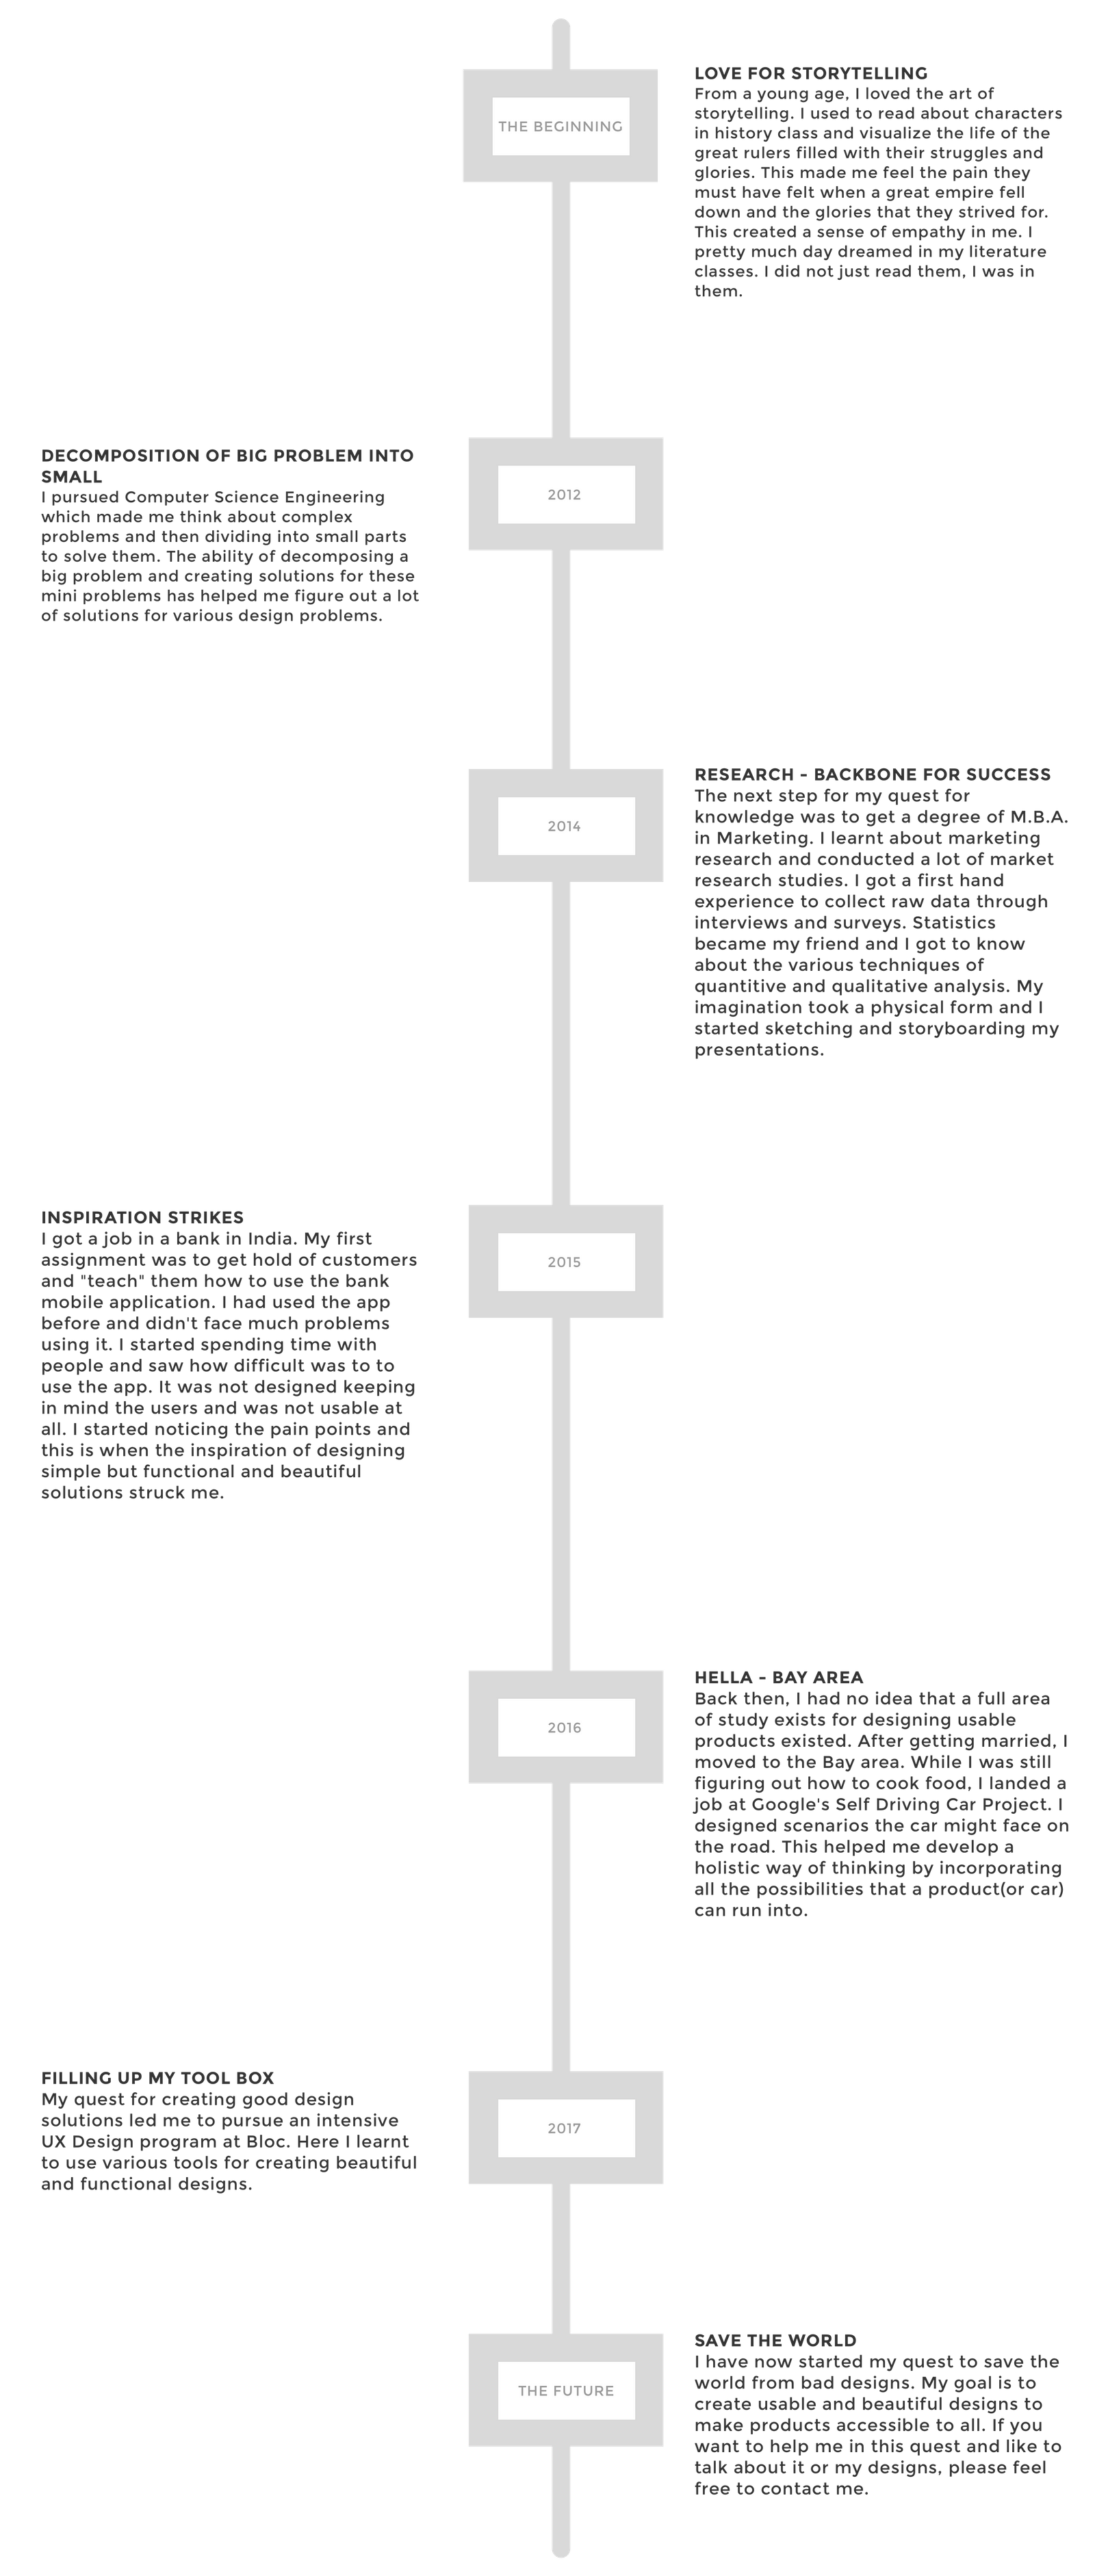 THE BEGINNING
LOVE FOR STORYTELLING
From a young age, I loved the art of
storytelling. I used to read about characters
in history class and visualize the life of the
great rulers filled with their struggles and
glories. This made me feel the pain they
must have felt when a great empire fell
down and the glories that they strived for.
This created a sense of empathy in me. I
pretty much day dreamed in my literature
classes. I did not just read them, I was in
them.
2012
DECOMPOSITION OF BIG PROBLEM INTO
SMALL
I pursued Computer Science Engineering
which made me think about complex
problems and then dividing into small parts
to solve them. The ability of decomposing a
big problem and creating solutions for these
mini problems has helped me figure out a lot
of solutions for various design problems.
2014
RESEARCH - BACKBONE FOR SUCCESS
The next step for my quest for
knowledge was to get a degree of M.B.A.
in Marketing. I learnt about marketing
research and conducted a lot of market
research studies. I got a first hand
experience to collect raw data through
interviews and surveys. Statistics
became my friend and I got to know
about the various techniques of
quantitive and qualitative analysis. My
imagination took a physical form and I
started sketching and storyboarding my
presentations.
2015
INSPIRATION STRIKES
I got a job in a bank in India. My first
assignment was to get hold of customers
and "teach" them how to use the bank
mobile application. I had used the app
before and didn't face much problems
using it. I started spending time with
people and saw how difficult was to to
use the app. It was not designed keeping
in mind the users and was not usable at
all. I started noticing the pain points and
this is when the inspiration of designing
simple but functional and beautiful
solutions struck me.
2016
HELLA - BAY AREA
Back then, I had no idea that a full area
of study exists for designing usable
products existed. After getting married, I
moved to the Bay area. While I was still
figuring out how to cook food, I landed a
job at Google's Self Driving Car Project. I
designed scenarios the car might face on
the road. This helped me develop a
holistic way of thinking by incorporating
all the possibilities that a product(or car)
can run into.
2017
FILLING UP MY TOOL BOX
My quest for creating good design
solutions led me to pursue an intensive
UX Design program at Bloc. Here I learnt
to use various tools for creating beautiful
and functional designs.
THE FUTURE
SAVE THE WORLD
I have now started my quest to save the
world from bad designs. My goal is to
create usable and beautiful designs to
make products accessible to all. If you
want to help me in this quest and like to
talk about it or my designs, please feel
free to contact me.